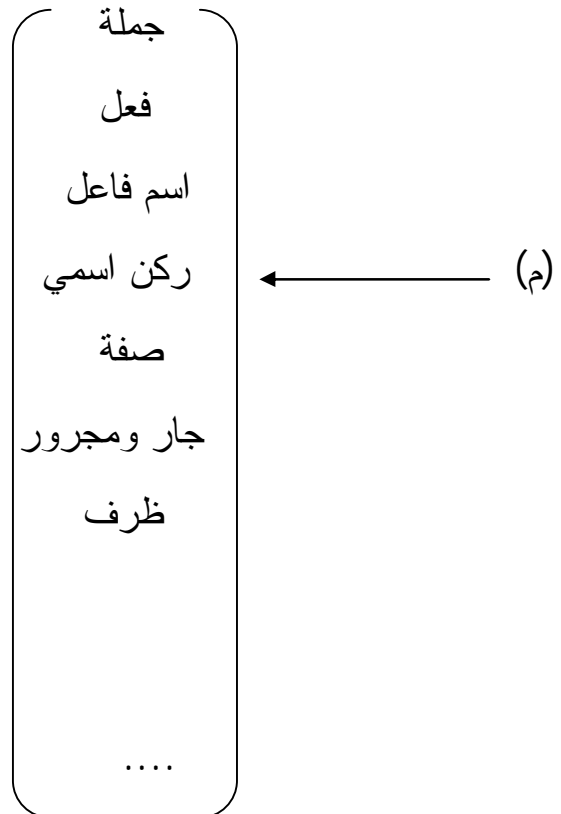 جملة
فعل
اسم فاعل
(م) ركن اسمي
صفة
جار ومجرور
ظرف
....